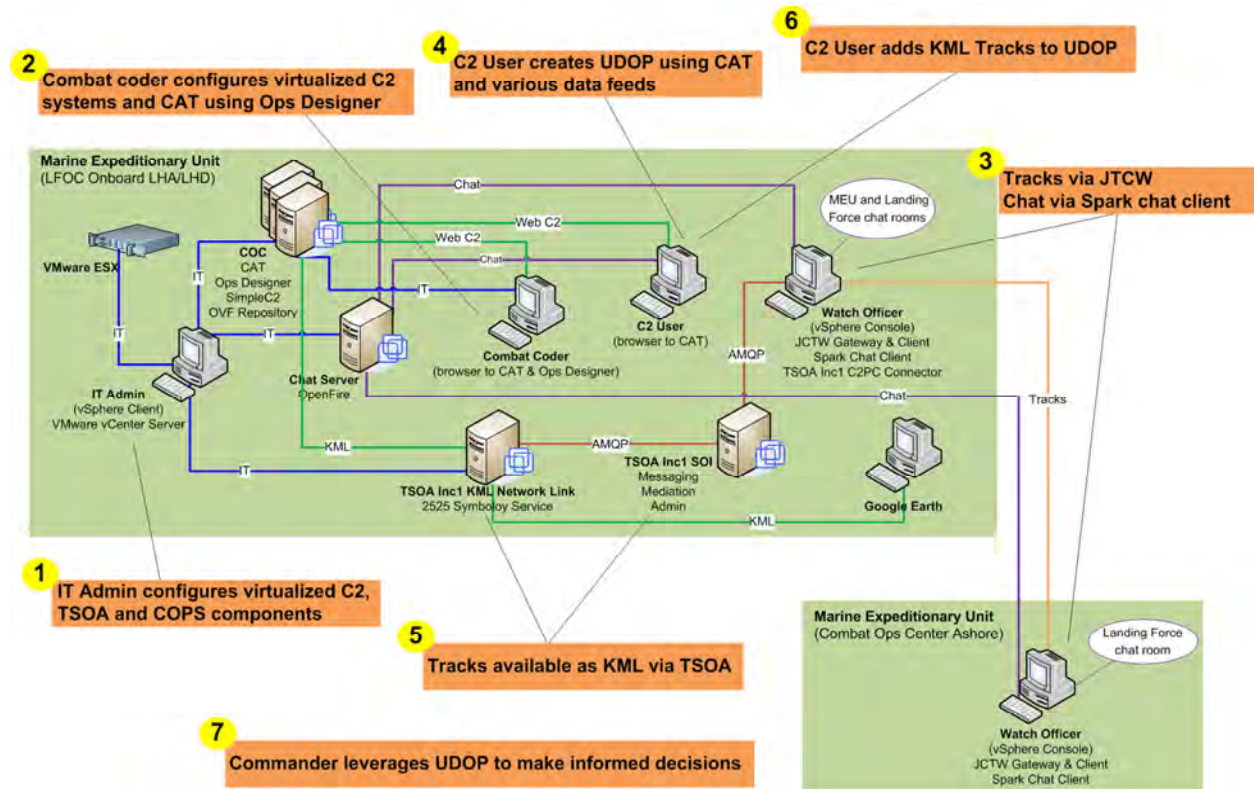 6
C2 User adds KML Tracks to UDOP
4
C2 User creates UDOP using CAT
and various data feeds
2
Combat coder configures virtualized C2
systems and CAT using Ops Designer
3
Tracks via JTCW
Chat via Spark chat client
Marine Expeditionary Unit
(LFOC Onboard LHA/LHD)
Chat
MEU and Landing
Force chat rooms
Web C2
Web C2
VMware ESX
COC
CAT
Ops Designer
SimpleC2
OVF Repository
Chat
IT
IT
IT
IT
C2 User
(browser to CAT)
Watch Officer
(vSphere Console)
JCTW Gateway & Client
Spark Chat Client
TSOA Inc1 C2PC Connector
Combat Coder
(browser to CAT & Ops Designer)
AMQP
Chat Server
OpenFire
IT Admin
(vSphere Client)
VMware vCenter Server
Chat
Tracks
KML
AMQP
IT
TSOA Inc1 KML Network Link
2525 Symboloy Service
TSOA Inc1 SOI
Messaging
Mediation
Admin
Google Earth
KML
1
IT Admin configures virtualized C2,
TSOA and COPS components
5
Tracks available as KML via TSOA
Marine Expeditionary Unit
(Combat Ops Center Ashore)
Landing Force
chat room
Watch Officer
(vSphere Console)
JCTW Gateway & Client
Spark Chat Client
7
Commander leverages UDOP to make informed decisions